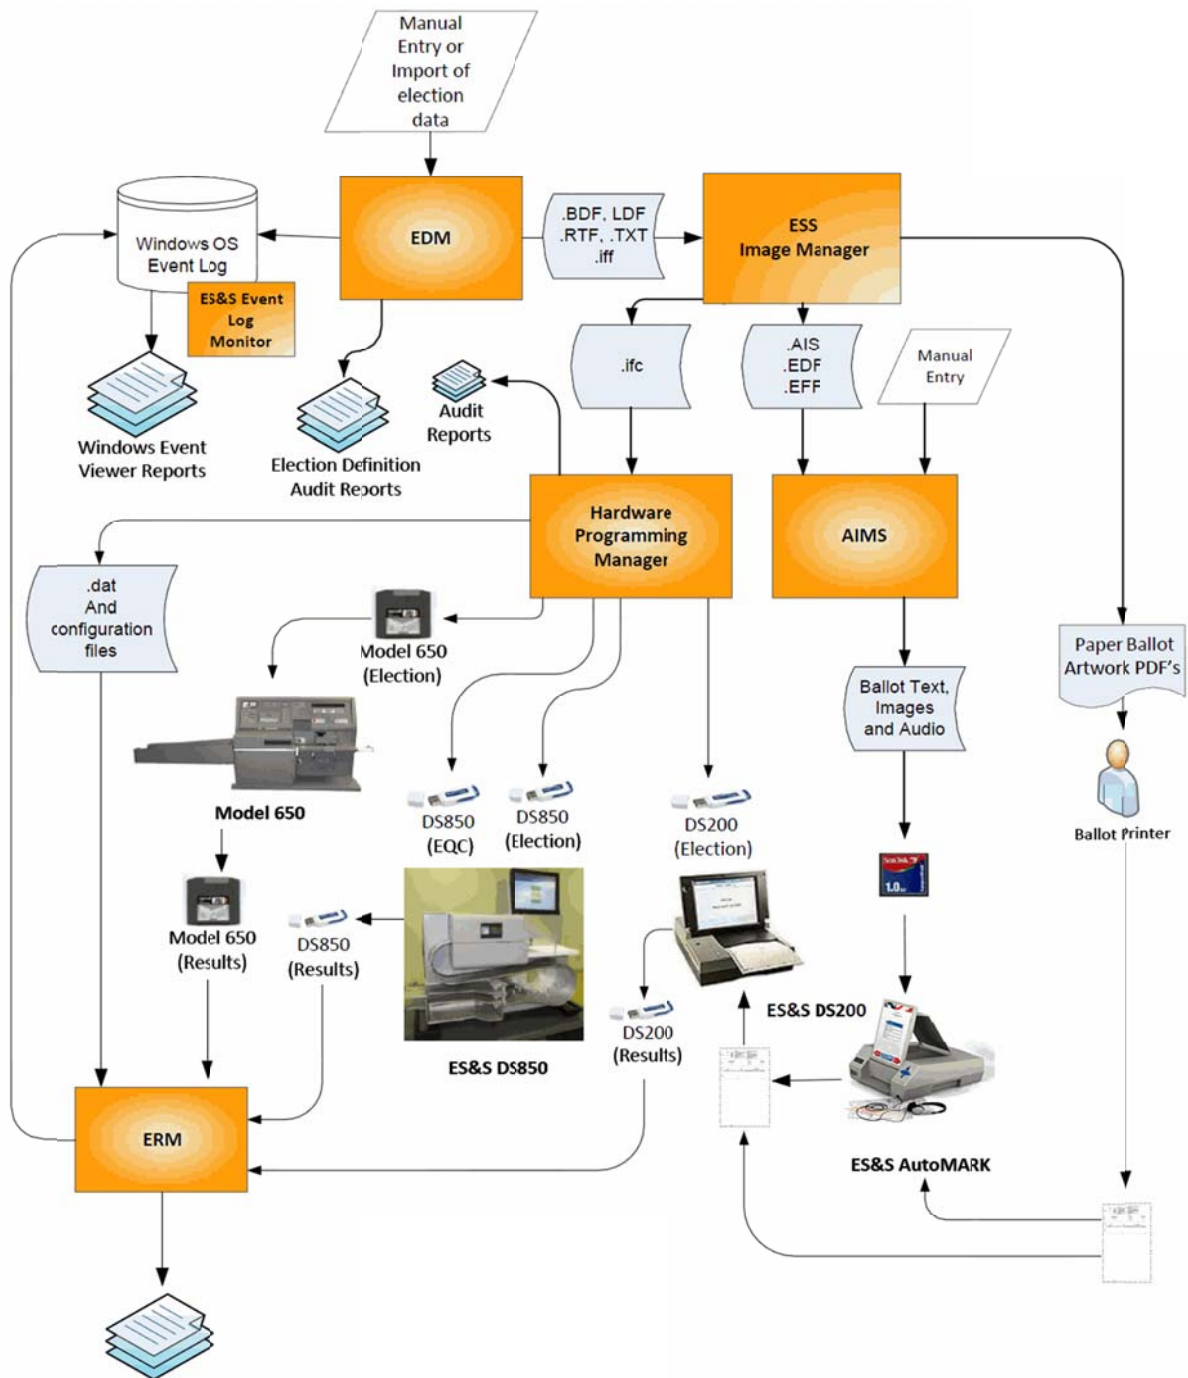 Manual
Entry or
Import of
election
data
EDM
.BDF, LDF
.RTF, .TXT
.iff
ESS
Image Manager
Windows OS
Event Log
ES&S Event
Log
Monitor
Windows Event
Viewer Reports
Election Definition
Audit Reports
Audit
Reports
.ifc
.AIS
.EDF
.EFF
Manual
Entry
Hardware
Programming
Manager
AIMS
.dat
And
configuration
files
Model 650
(Election)
Ballot Text,
Images
and Audio
Paper Ballot
Artwork PDF's
Model 650
DS850
(EQC)
DS850
(Election)
DS200
(Election)
Ballot Printer
SanDisk
1.0
Model 650
(Results)
DS850
(Results)
ES&S DS850
DS200
(Results)
ES&S DS200
ERM
ES&S AutoMARK